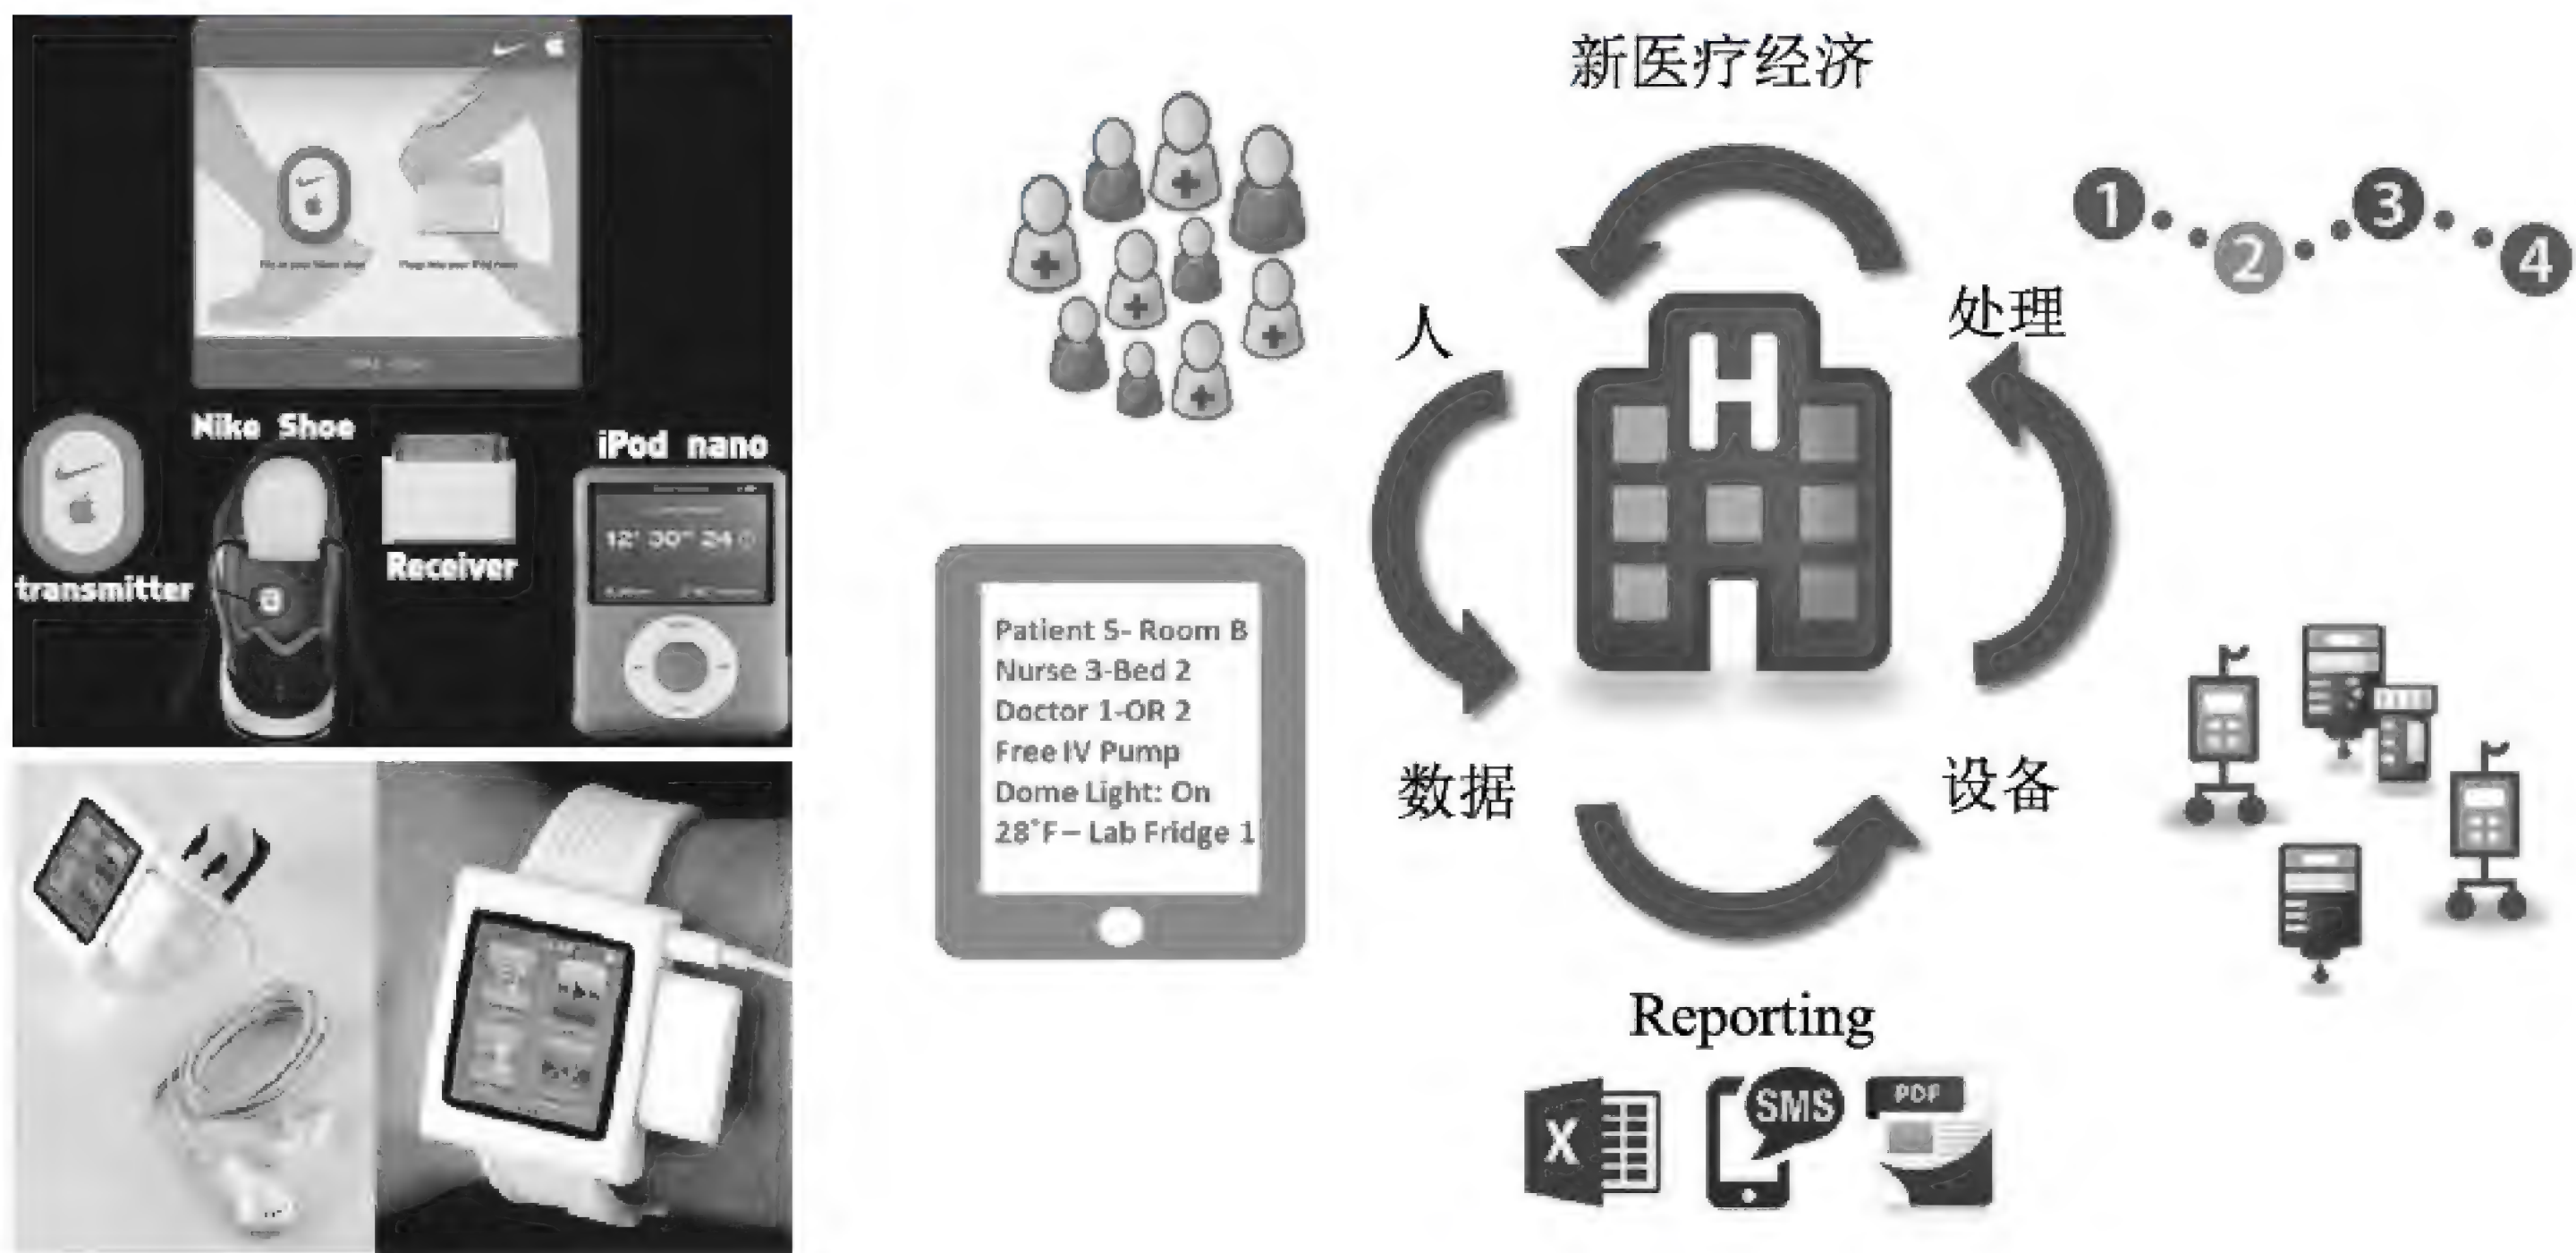 Nike Shoe
iPod nano
transmitter
a
Receiver
12' 30" 24
新医疗经济
人
处理
数据
设备
H
1
2
3
4
Patient 5- Room B
Nurse 3-Bed 2
Doctor 1-OR 2
Free IV Pump
Dome Light: On
28°F – Lab Fridge 1
Reporting
X
SMS
PDF